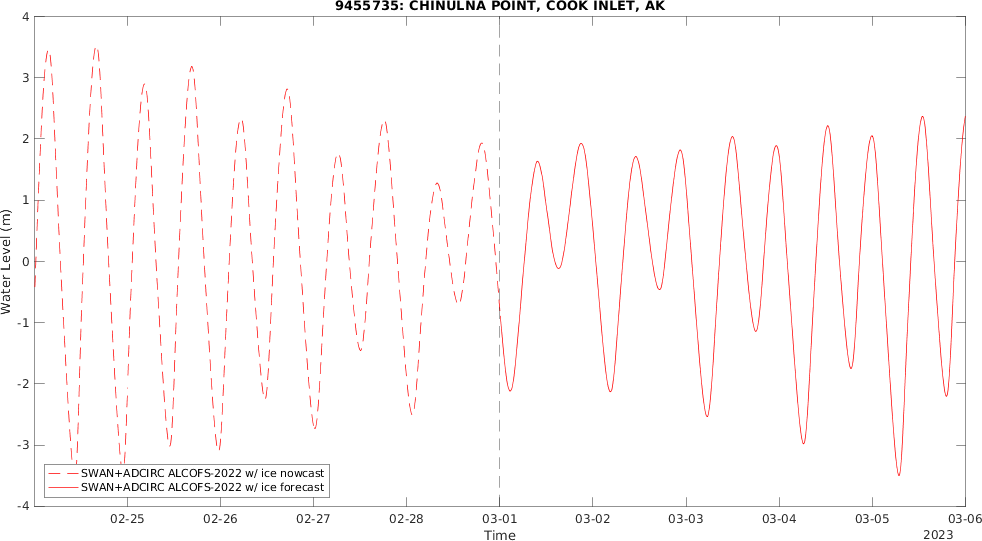 9455735: CHINULNA POINT, COOK INLET, AK
4
3
2
1
0
-1
-2
-3
-4
Water Level (m)
SWAN+ADCIRC ALCOFS-2022 w/ ice nowcast
SWAN+ADCIRC ALCOFS-2022 w/ ice forecast
02-25 02-26 02-27 02-28 03-01 03-02 03-03 03-04 03-05 03-06
Time
2023